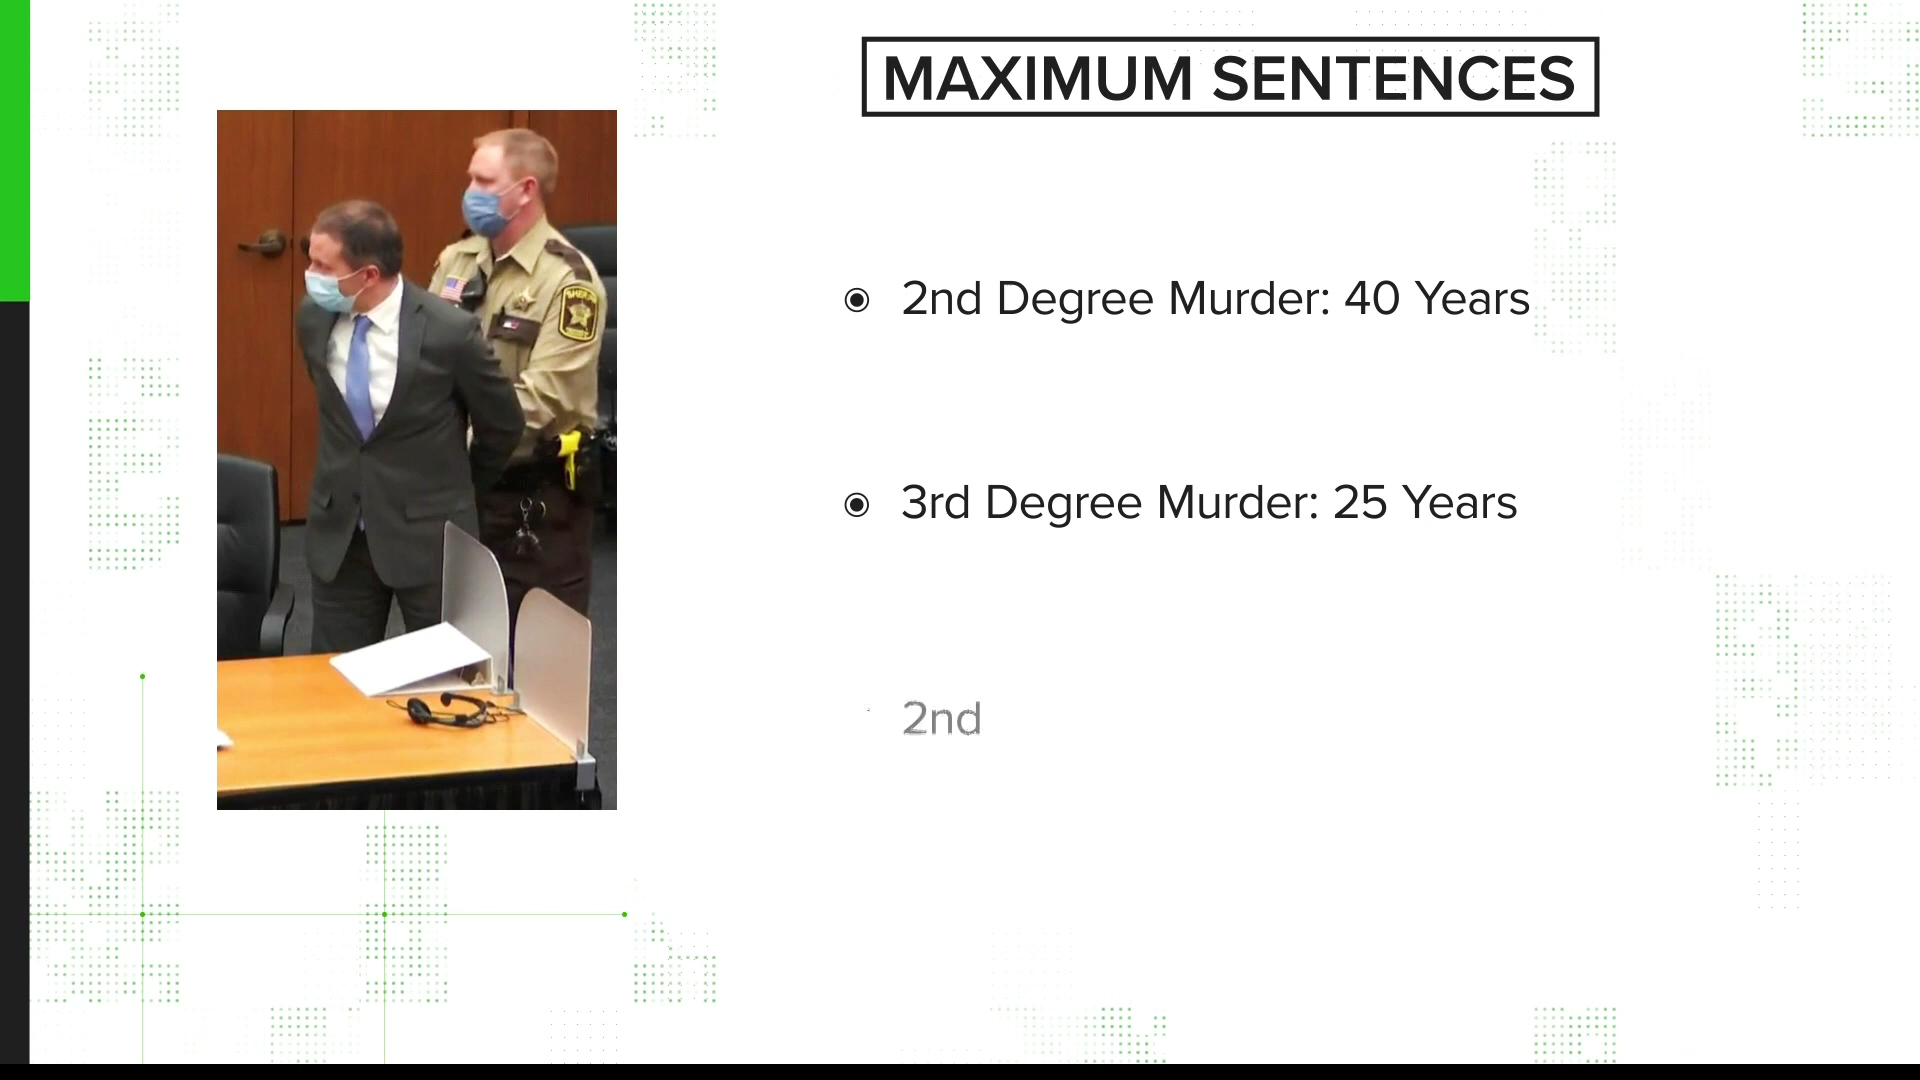 MAXIMUM SENTENCES
2nd Degree Murder: 40 Years
3rd Degree Murder: 25 Years
2nd